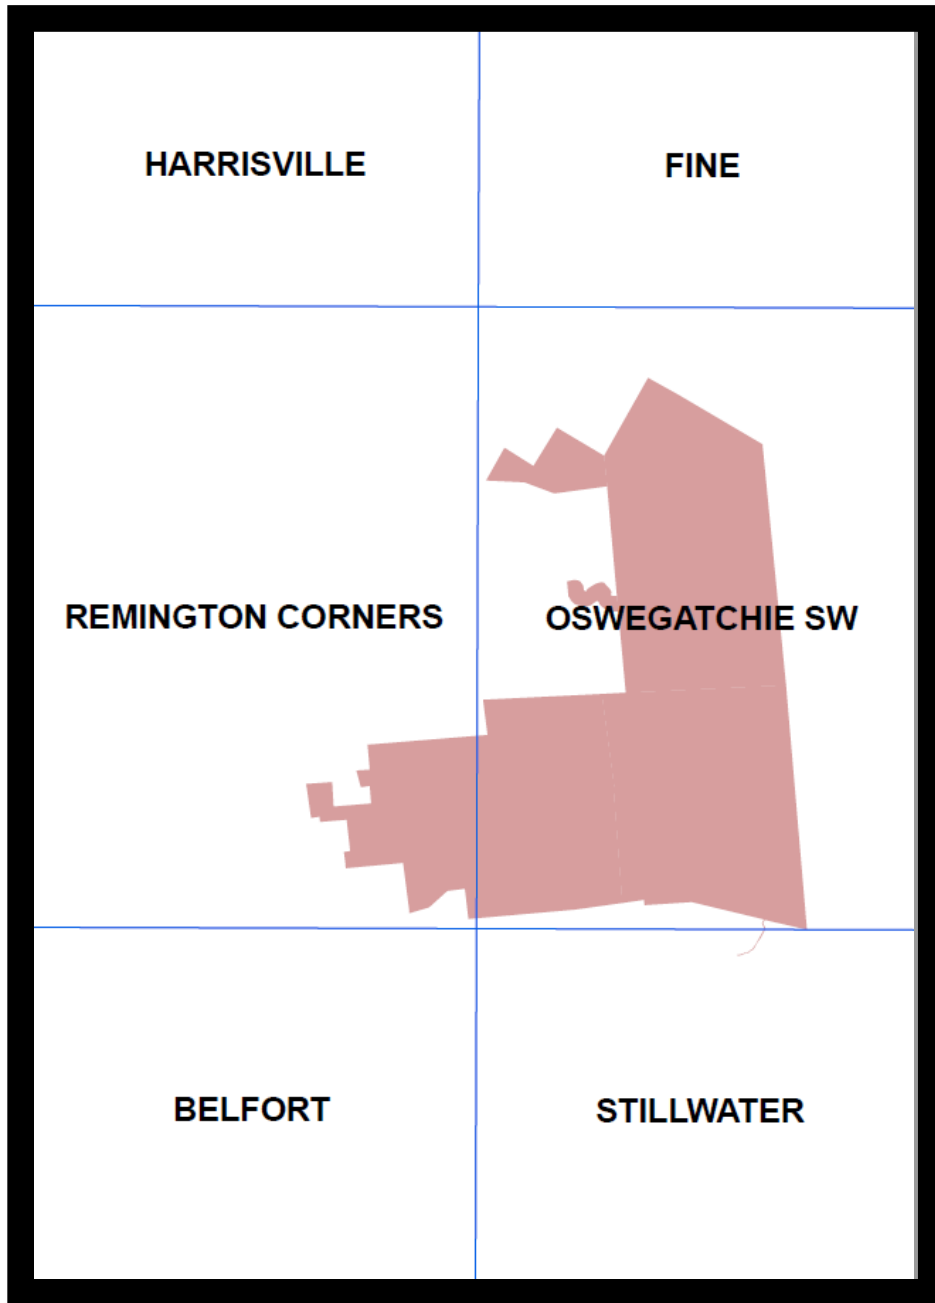 HARRISVILLE
FINE
REMINGTON CORNERS
OSWEGATCHIE SW
BELFORT
STILLWATER